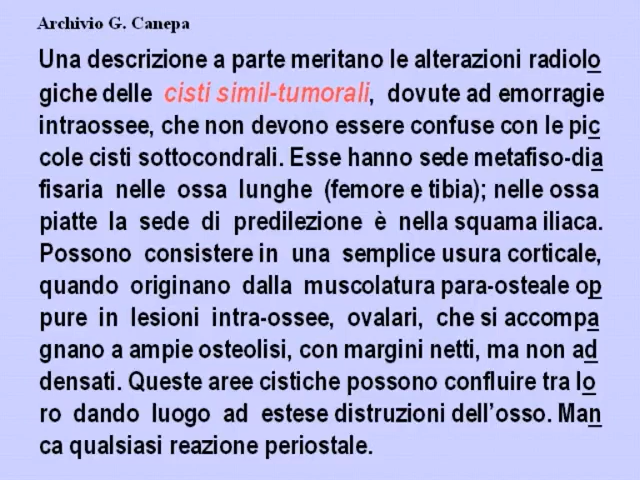 Archivio G. Canepa
Una descrizione a parte meritano le alterazioni radiolo
giche delle cisti simil-tumorali, dovute ad emorragie
intraossee, che non devono essere confuse con le pic
cole cisti sottocondrali. Esse hanno sede metafiso-dia
fisaria nelle ossa lunghe (femore e tibia); nelle ossa
piatte la sede di predilezione è nella squama iliaca.
Possono consistere in una semplice usura corticale,
quando originano dalla muscolatura para-osteale op
pure in lesioni intra-ossee, ovalari, che si accompa
gnano a ampie osteolisi, con margini netti, ma non ad
densati. Queste aree cistiche possono confluire tra lo
ro dando luogo ad estese distruzioni dell'osso. Man
ca qualsiasi reazione periostale.